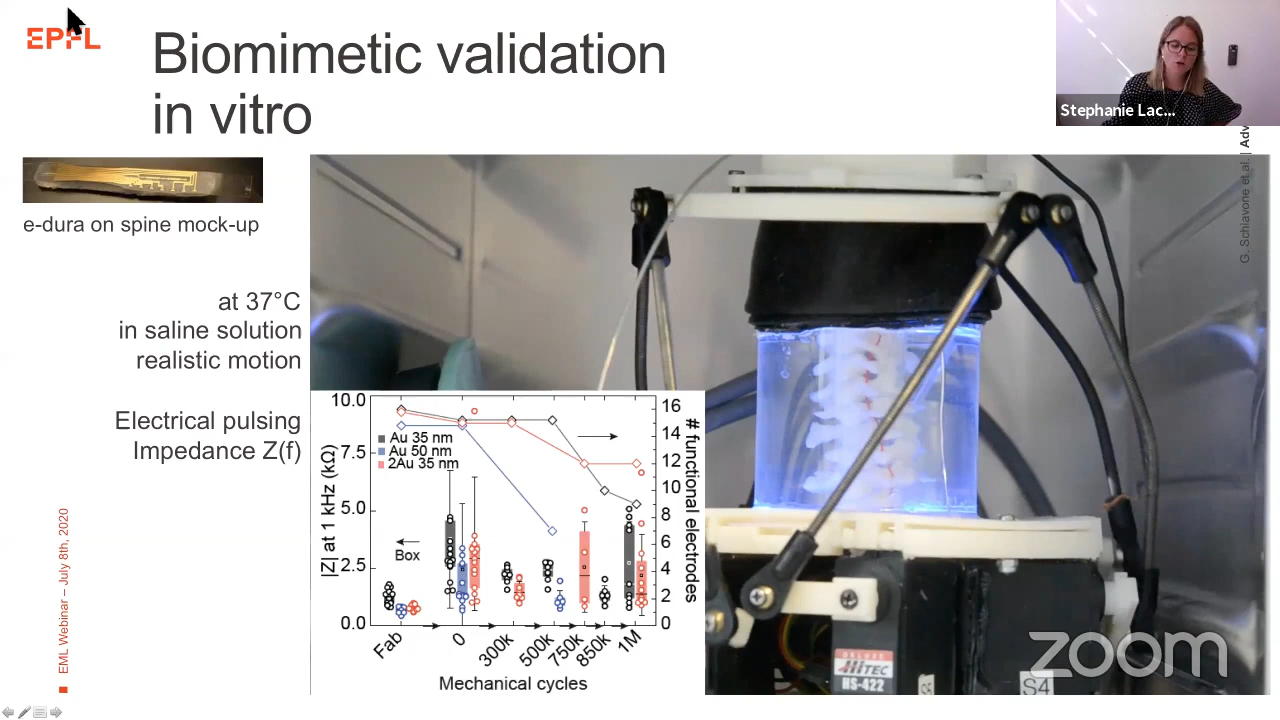 EPFL
Biomimetic validation
in vitro
Stephanie Lac...
G. Schiavone et al. | Adv
e-dura on spine mock-up
at 37°C
in saline solution
realistic motion
Electrical pulsing
Impedance Z(f)
EML Webinar – July 8th, 2020
|Z| at 1 kHz (kΩ)
10.0
7.5
5.0
2.5
0.0
Au 35 nm
Au 50 nm
2Au 35 nm
Box
16
14
12
10
8
6
4
2
0
# functional electrodes
Fab
0
300k
500k
750k
850k
1M
Mechanical cycles
DELUXE
HiTEC
HS-422
S4
zoom